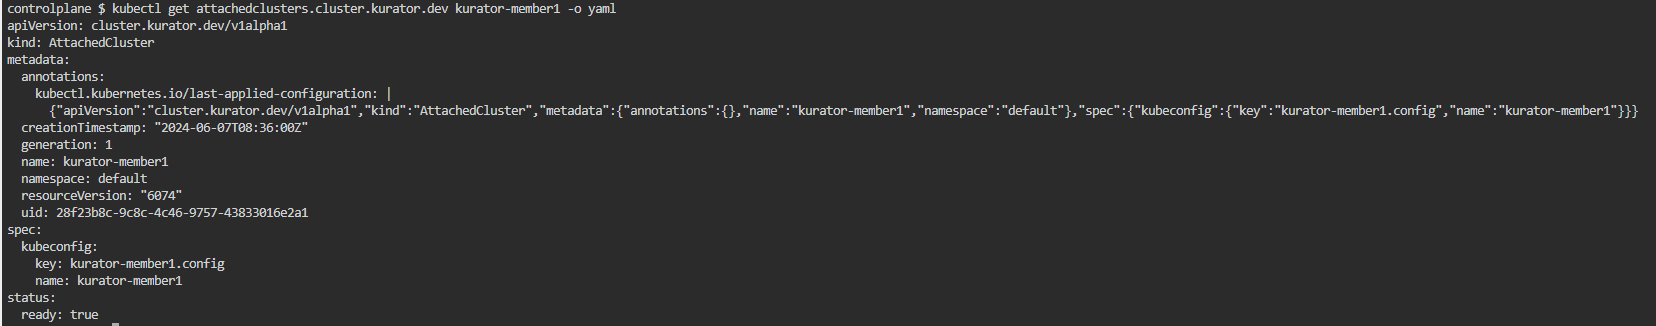 controlplane $ kubectl get attachedclusters.cluster.kurator.dev kurator-member1 -o yaml
apiVersion: cluster.kurator.dev/v1alpha1
kind: AttachedCluster
metadata:
  annotations:
    kubectl.kubernetes.io/last-applied-configuration: |
      {"apiVersion":"cluster.kurator.dev/v1alpha1","kind":"AttachedCluster","metadata":{"annotations":{},"name":"kurator-member1","namespace":"default"},"spec":{"kubeconfig":{"key":"kurator-member1.config","name":"kurator-member1"}}}
  creationTimestamp: "2024-06-07T08:36:00Z"
  generation: 1
  name: kurator-member1
  namespace: default
  resourceVersion: "6074"
  uid: 28f23b8c-9c8c-4c46-9757-43833016e2a1
spec:
  kubeconfig:
    key: kurator-member1.config
    name: kurator-member1
status:
  ready: true